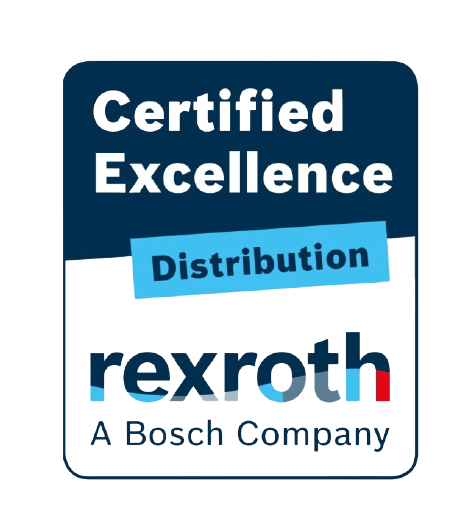 Certified
Excellence
Distribution
rexroth
A Bosch Company